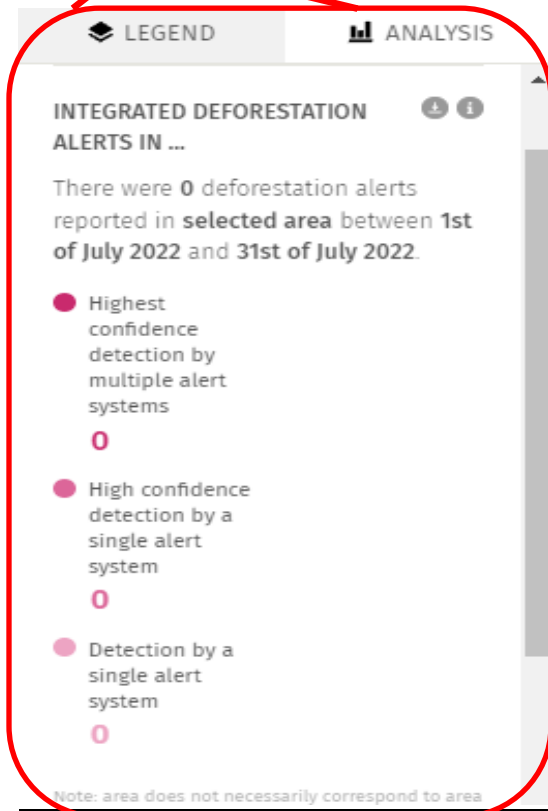 LEGEND ANALYSIS
INTEGRATED DEFORESTATION
ALERTS IN ...
There were 0 deforestation alerts
reported in selected area between 1st
of July 2022 and 31st of July 2022.
Highest
confidence
detection by
multiple alert
systems
0
High confidence
detection by a
single alert
system
0
Detection by a
single alert
system
0
Note: area does not necessarily correspond to area